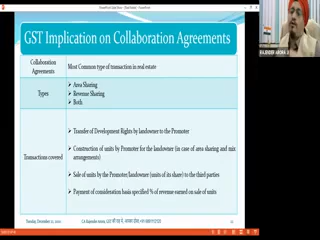 GST Implication on Collaboration Agreements
Collaboration Agreements
Most Common type of transaction in real estate
Types
Area Sharing
Revenue Sharing
Both
Transactions covered
Transfer of Development Rights by landowner to the Promoter
Construction of units by Promoter for the landowner (in case of area sharing and mix arrangements)
Sale of units by the Promoter/landowner (units of its share) to the third parties
Payment of consideration basis specified % of revenue earned on sale of units